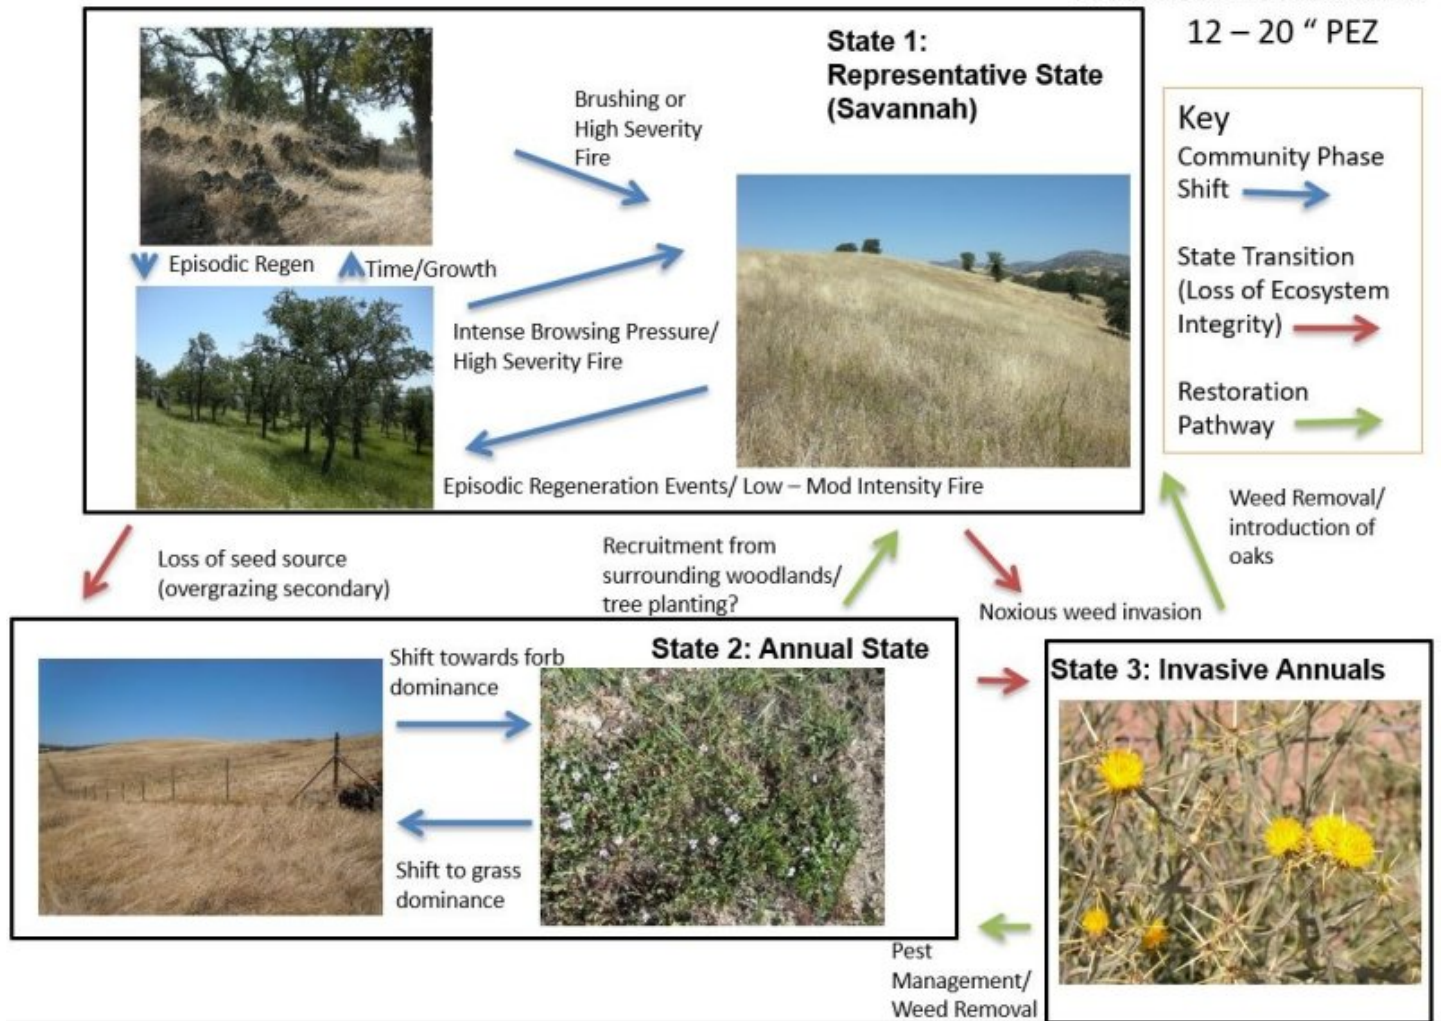 12 – 20 “ PEZ
State 1:
Representative State
(Savannah)
Brushing or
High Severity
Fire
Episodic Regen
Time/Growth
Intense Browsing Pressure/
High Severity Fire
Episodic Regeneration Events/ Low – Mod Intensity Fire
Key
Community Phase
Shift
State Transition
(Loss of Ecosystem
Integrity)
Restoration
Pathway
Loss of seed source
(overgrazing secondary)
Recruitment from
surrounding woodlands/
tree planting?
Noxious weed invasion
Weed Removal/
introduction of
oaks
State 2: Annual State
Shift towards forb
dominance
Shift to grass
dominance
State 3: Invasive Annuals
Pest
Management/
Weed Removal